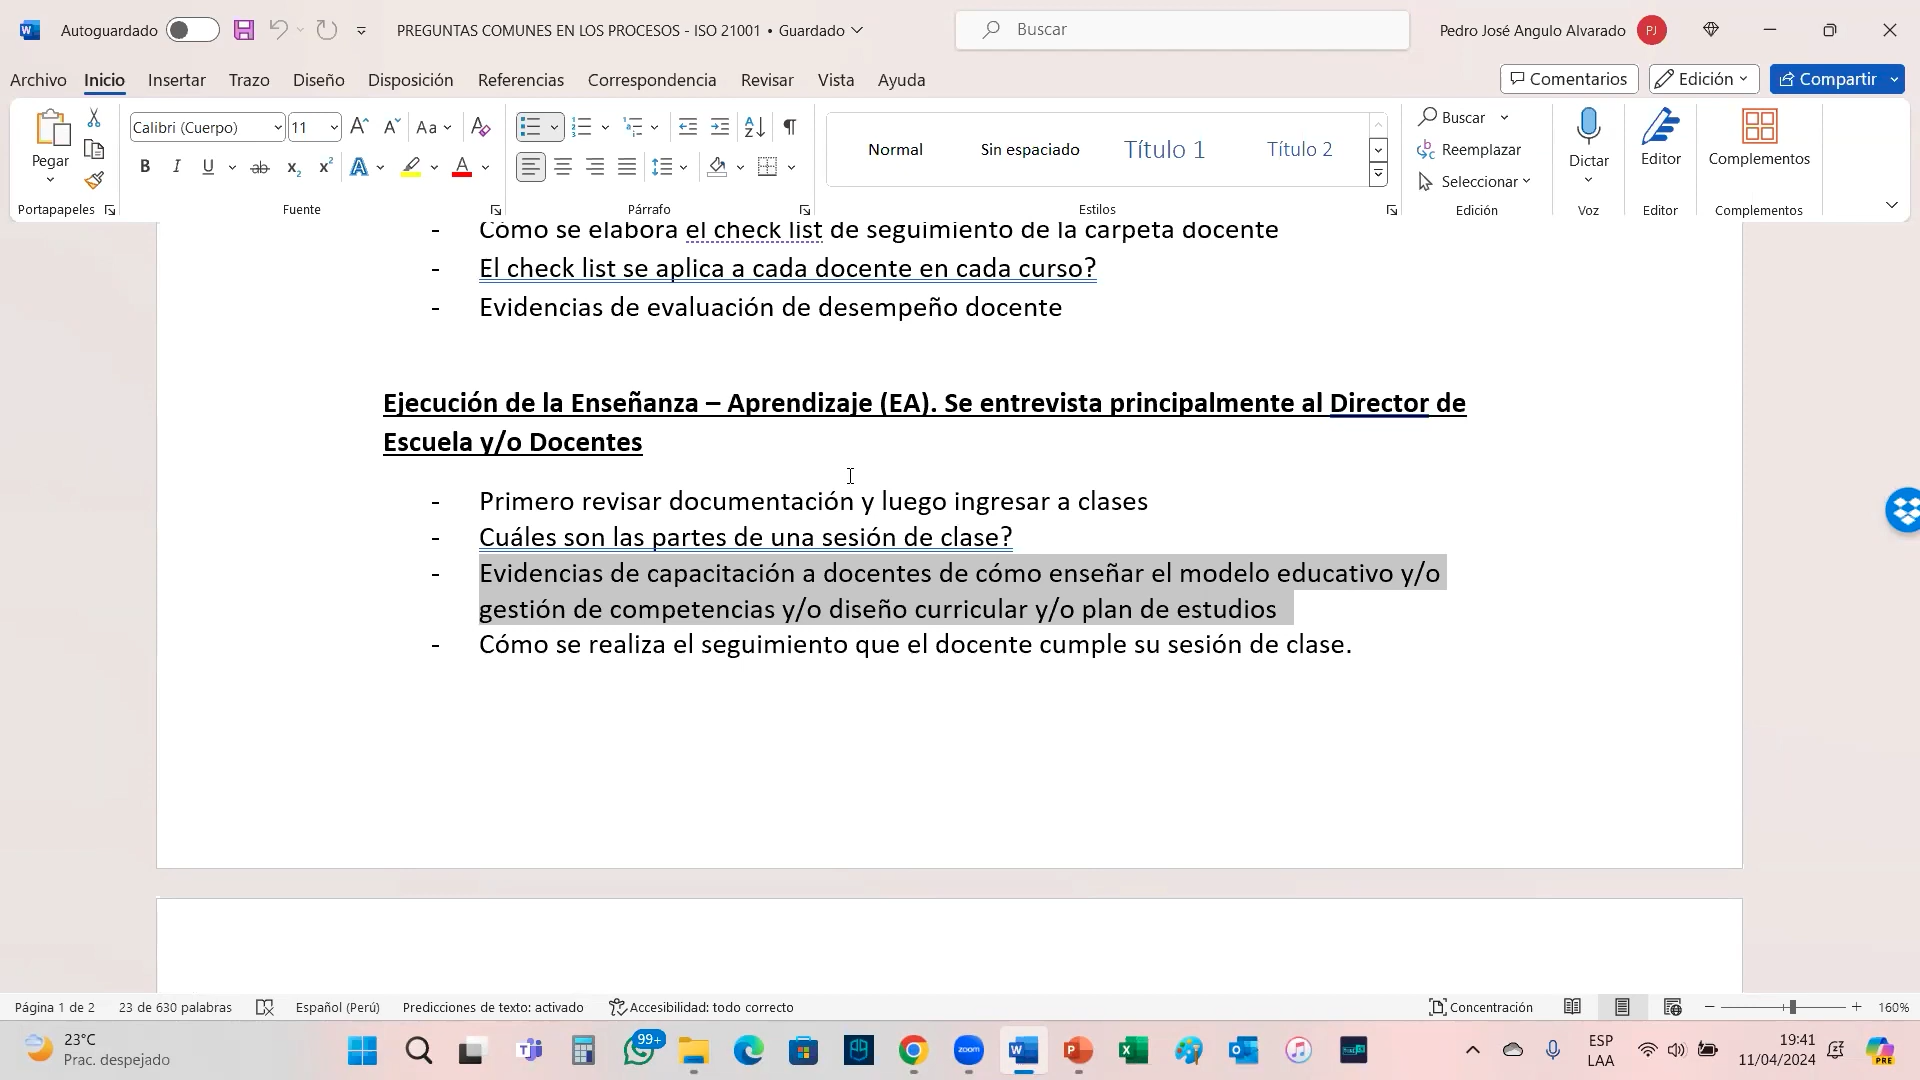 Autoguardado
PREGUNTAS COMUNES EN LOS PROCESOS - ISO 21001 • Guardado
Buscar
Pedro José Angulo Alvarado
PJ
Archivo
Inicio
Insertar
Trazo
Diseño
Disposición
Referencias
Correspondencia
Revisar
Vista
Ayuda
Comentarios
Edición
Compartir
Pegar
Portapapeles
Calibri (Cuerpo)
11
Fuente
Párrafo
Normal
Sin espaciado
Título 1
Título 2
Estilos
Buscar
Reemplazar
Seleccionar
Edición
Dictar
Voz
Editor
Editor
Complementos
Complementos
- Cómo se elabora el check list de seguimiento de la carpeta docente
- El check list se aplica a cada docente en cada curso?
- Evidencias de evaluación de desempeño docente
Ejecución de la Enseñanza – Aprendizaje (EA). Se entrevista principalmente al Director de
Escuela y/o Docentes
- Primero revisar documentación y luego ingresar a clases
- Cuáles son las partes de una sesión de clase?
- Evidencias de capacitación a docentes de cómo enseñar el modelo educativo y/o
gestión de competencias y/o diseño curricular y/o plan de estudios
- Cómo se realiza el seguimiento que el docente cumple su sesión de clase.
Página 1 de 2
23 de 630 palabras
Español (Perú)
Predicciones de texto: activado
Accesibilidad: todo correcto
Concentración
160%
23°C
Prac. despejado
99+
zoom
ESP
LAA
19:41
11/04/2024
PRE